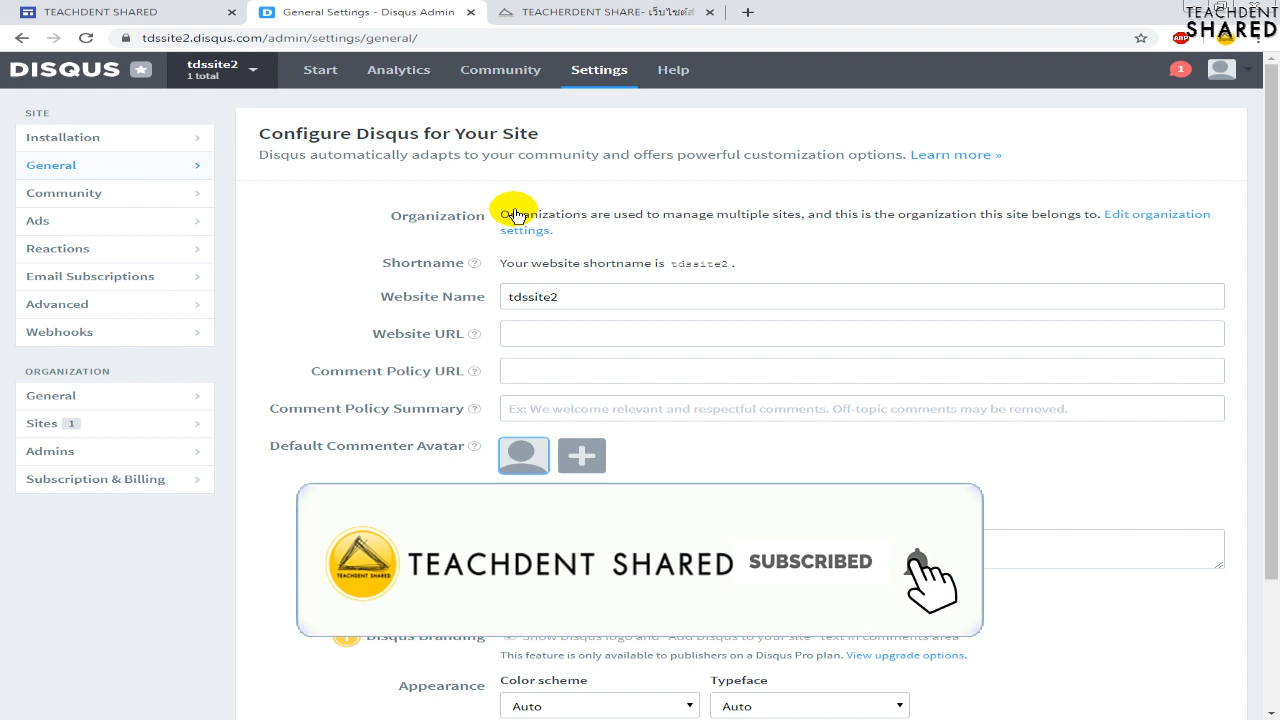 TEACHDENT SHARED
General Settings - Disqus Admin
TEACHERDENT SHARE- เว็บไซต์ส
TEACHDENT
SHARED
tdssite2.disqus.com/admin/settings/general/
ABP
DISQUS
tdssite2
1 total
Start
Analytics
Community
Settings
Help
1
SITE
Installation
General
Community
Ads
Reactions
Email Subscriptions
Advanced
Webhooks
ORGANIZATION
General
Sites 1
Admins
Subscription & Billing
Configure Disqus for Your Site
Disqus automatically adapts to your community and offers powerful customization options. Learn more »
Organization
Organizations are used to manage multiple sites, and this is the organization this site belongs to. Edit organization
settings.
Shortname ?
Your website shortname is tdssite2 .
Website Name
tdssite2
Website URL ?
Comment Policy URL ?
Comment Policy Summary ?
Ex: We welcome relevant and respectful comments. Off-topic comments may be removed.
Default Commenter Avatar ?
TEACHDENT SHARED
TEACHDENT SHARED
SUBSCRIBED
Disqus Branding
Show Disqus logo and "Add Disqus to your site" text in comments area
This feature is only available to publishers on a Disqus Pro plan. View upgrade options.
Appearance
Color scheme
Typeface
Auto
Auto